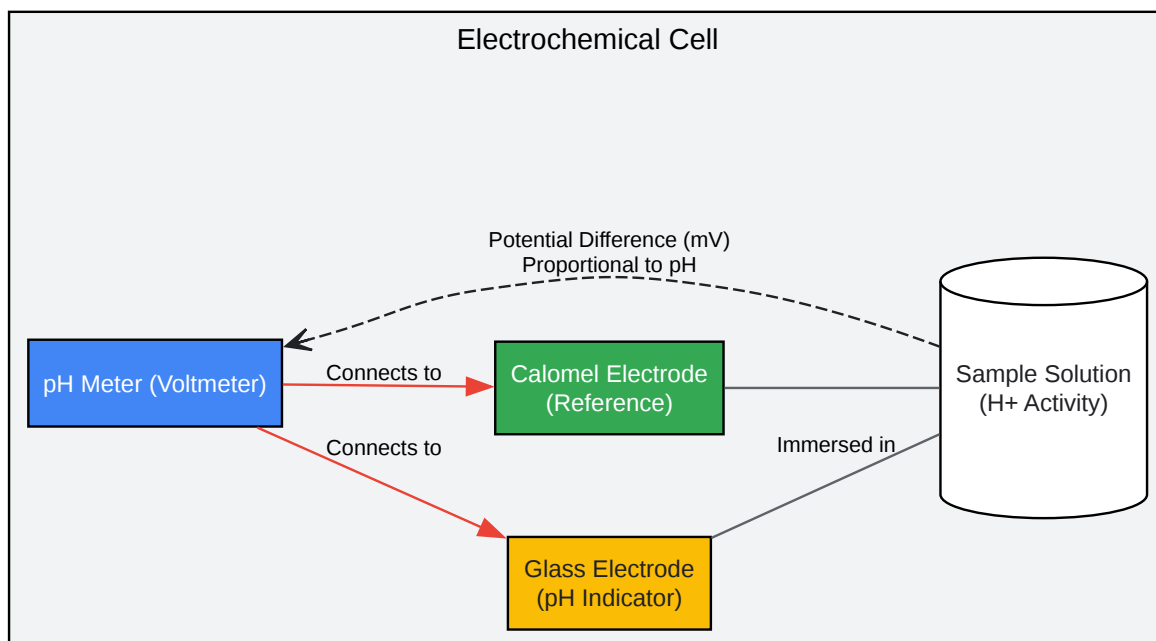 Electrochemical Cell
Potential Difference (mV)
Proportional to pH
pH Meter (Voltmeter)
Connects to
Calomel Electrode
(Reference)
Sample Solution
(H+ Activity)
Connects to
Immersed in
Glass Electrode
(pH Indicator)